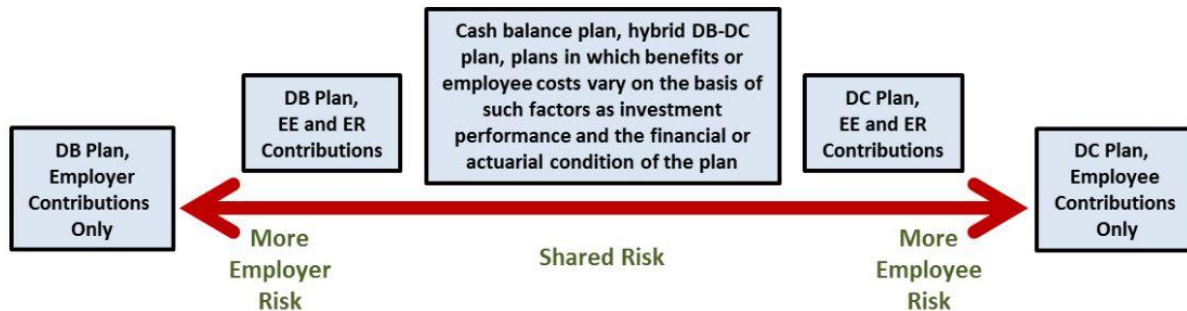 DB Plan,
Employer
Contributions
Only
DB Plan,
EE and ER
Contributions
Cash balance plan, hybrid DB-DC
plan, plans in which benefits or
employee costs vary on the basis of
such factors as investment
performance and the financial or
actuarial condition of the plan
DC Plan,
EE and ER
Contributions
DC Plan,
Employee
Contributions
Only
More
Employer
Risk
Shared Risk
More
Employee
Risk